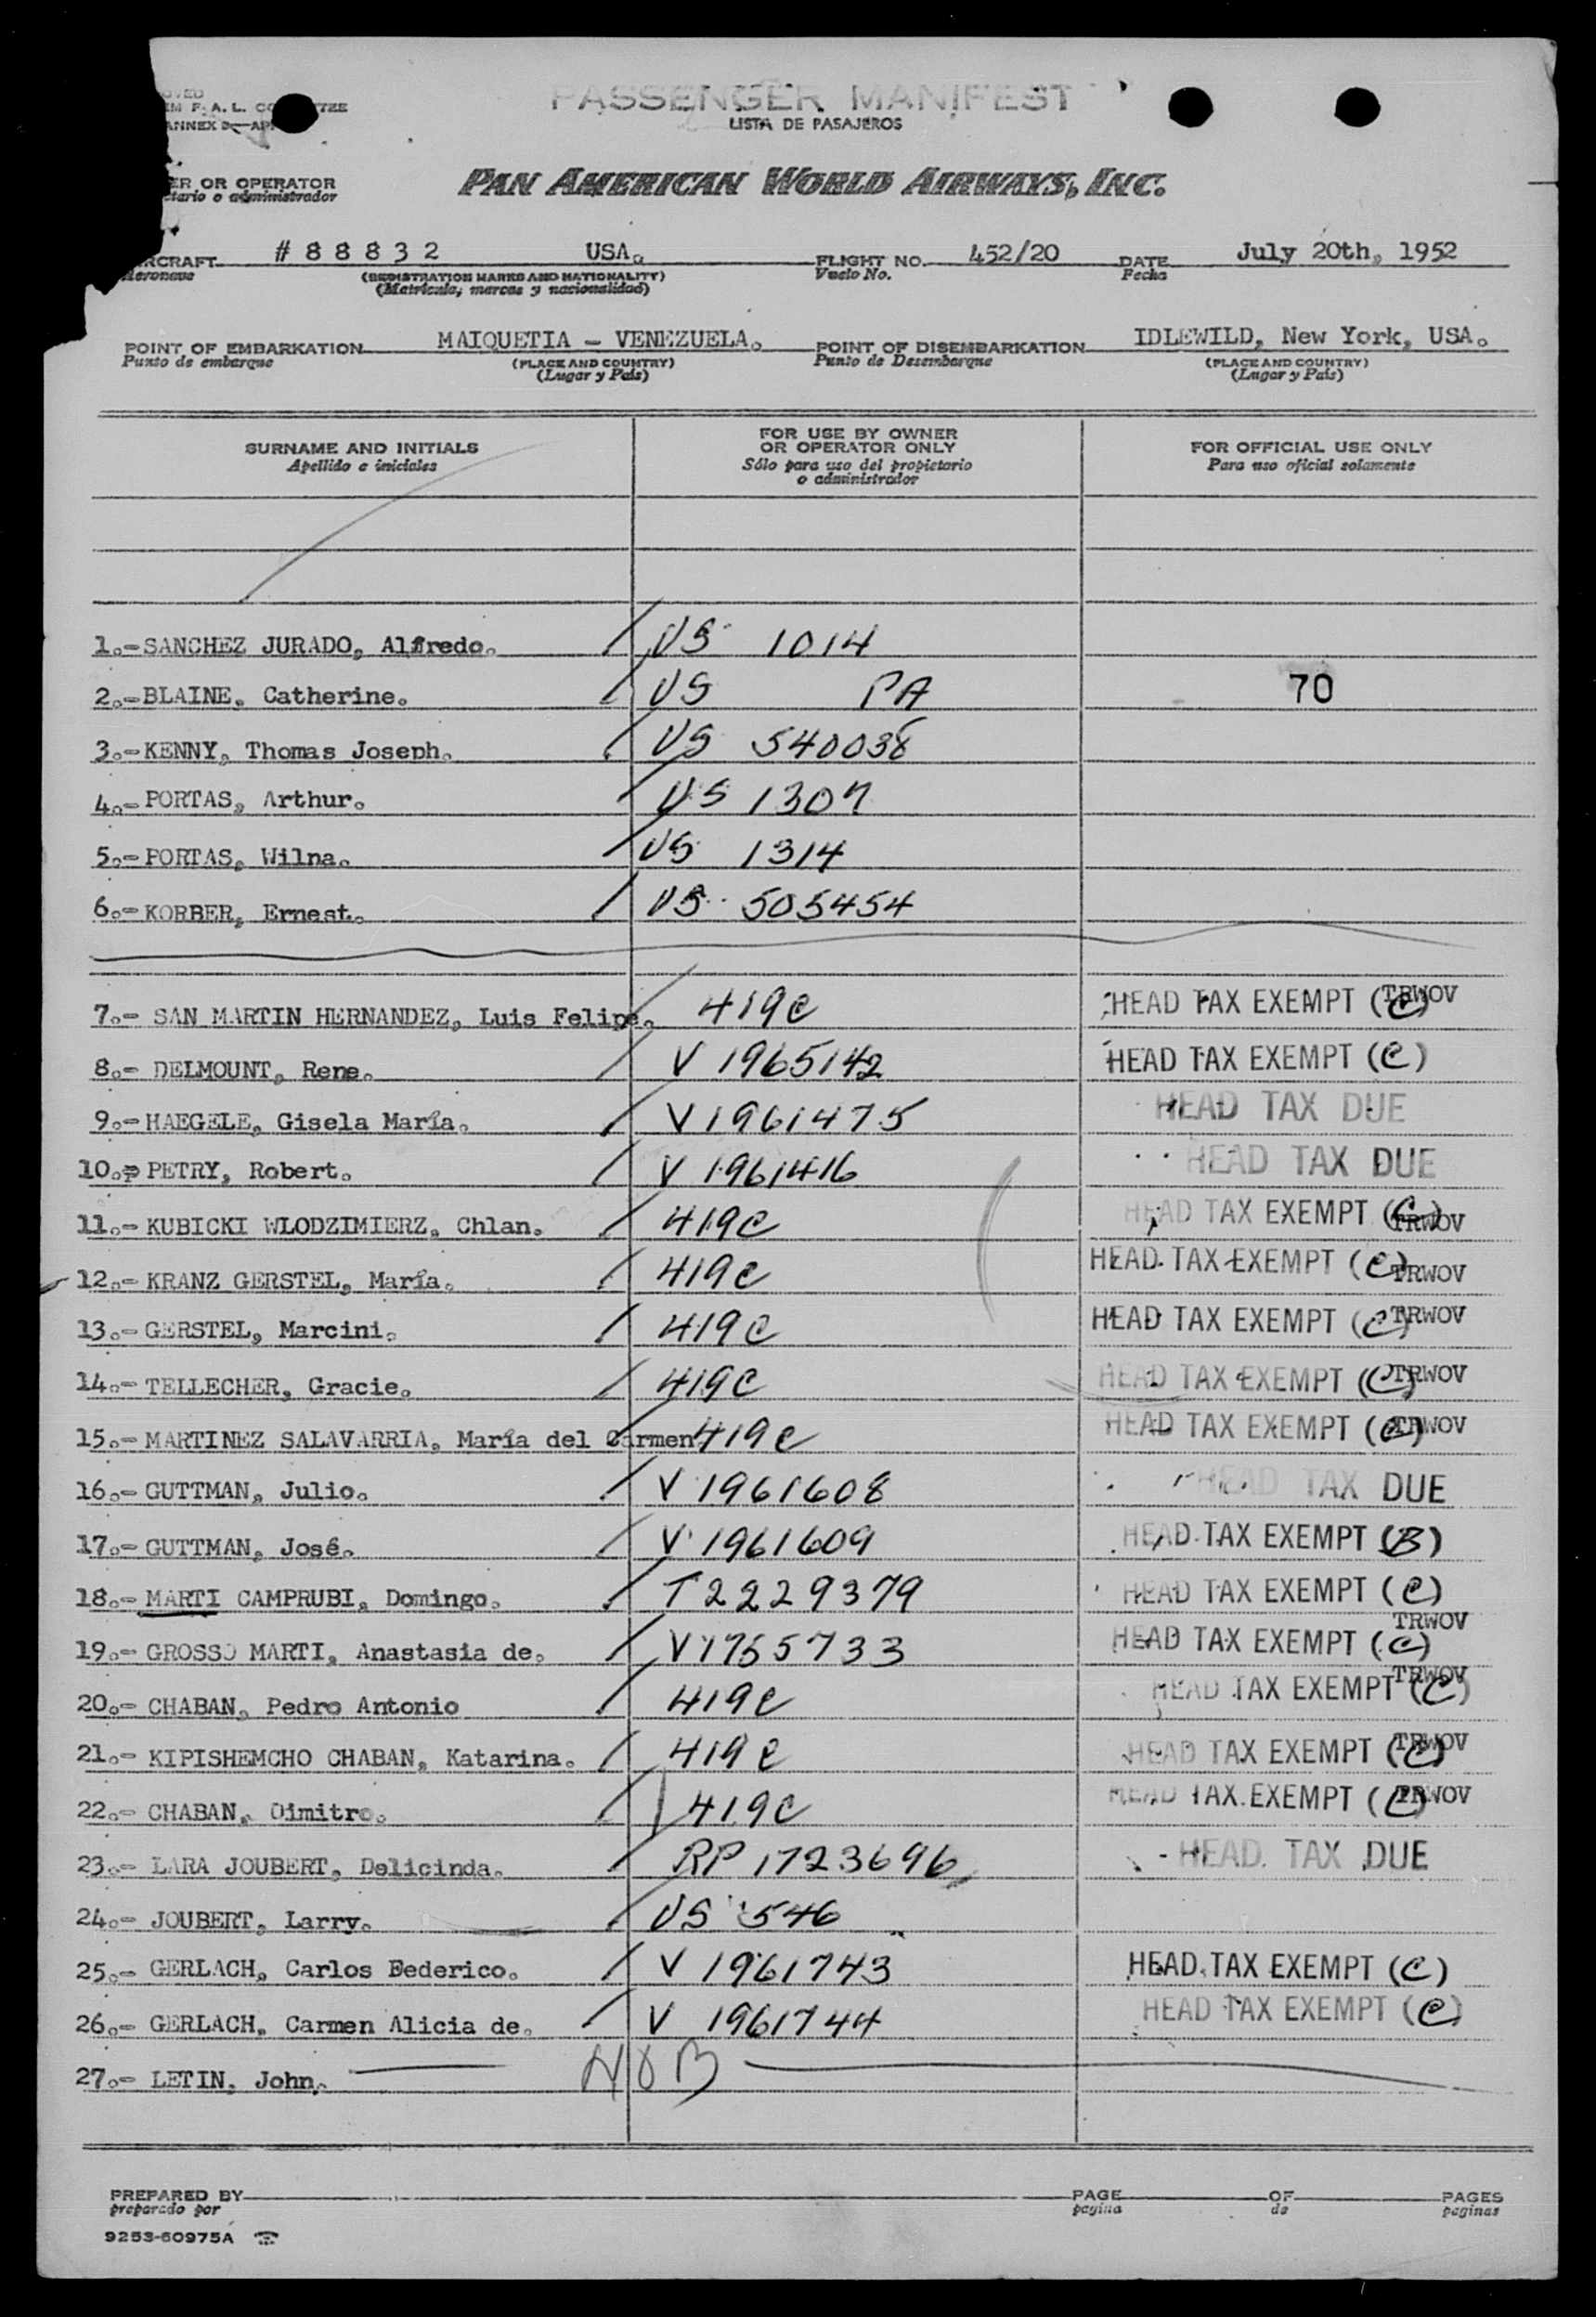 PASSENGER MANIFEST
LISTA DE PASAJEROS
F. A. L.
ANNEX
OR OPERATOR
o administrador
PAN AMERICAN WORLD AIRWAYS, INC.
# 8 8 8 3 2 USA. FLIGHT NO. 452/20 DATE July 20th, 1952
(REGISTRATION MARKS AND NATIONALITY) Vuelo No. Fecha
(Matrícula, marcas y nacionalidad)
POINT OF EMBARKATION MAIQUETIA - VENEZUELA. POINT OF DISEMBARKATION IDLEWILD, New York, USA.
Punto de embarque (PLACE AND COUNTRY) Punto de Desembarque (PLACE AND COUNTRY)
(Lugar y País) (Lugar y País)
SURNAME AND INITIALS FOR USE BY OWNER OR OPERATOR ONLY FOR OFFICIAL USE ONLY
Apellido e iniciales Sólo para uso del propietario o administrador Para uso oficial solamente
1.- SANCHEZ JURADO, Alfredo. US 1014
2.- BLAINE, Catherine. US PA 70
3.- KENNY, Thomas Joseph. US 540038
4.- PORTAS, Arthur. US 1307
5.- PORTAS, Wilna. US 1314
6.- KORBER, Ernest. US 505454
7.- SAN MARTIN HERNANDEZ, Luis Felipe. 419C HEAD TAX EXEMPT (C) TRWOV
8.- DELMOUNT, Rene. V 1965142 HEAD TAX EXEMPT (C)
9.- HAEGELE, Gisela María. V 1961475 HEAD TAX DUE
10.- PETRY, Robert. V 1961416 HEAD TAX DUE
11.- KUBICKI WLODZIMIERZ, Chlan. 419C HEAD TAX EXEMPT (C) TRWOV
12.- KRANZ GERSTEL, María. 419C HEAD TAX EXEMPT (C) TRWOV
13.- GERSTEL, Marcini. 419C HEAD TAX EXEMPT (C) TRWOV
14.- TELLECHER, Gracie. 419C HEAD TAX EXEMPT (C) TRWOV
15.- MARTINEZ SALAVARRIA, María del Carmen 419C HEAD TAX EXEMPT (C) TRWOV
16.- GUTTMAN, Julio. V 1961608 HEAD TAX DUE
17.- GUTTMAN, José. V 1961609 HEAD TAX EXEMPT (B)
18.- MARTI CAMPRUBI, Domingo. T 2229379 HEAD TAX EXEMPT (C)
19.- GROSSO MARTI, Anastasia de. V 1755733 HEAD TAX EXEMPT (C) TRWOV
20.- CHABAN, Pedro Antonio 419C HEAD TAX EXEMPT (C) TRWOV
21.- KIPISHEMCHO CHABAN, Katarina. 419C HEAD TAX EXEMPT (C) TRWOV
22.- CHABAN, Dimitro. 419C HEAD TAX EXEMPT (C) TRWOV
23.- LARA JOUBERT, Delicinda. RP 1723696 HEAD TAX DUE
24.- JOUBERT, Larry. US 546
25.- GERLACH, Carlos Federico. V 1961743 HEAD TAX EXEMPT (C)
26.- GERLACH, Carmen Alicia de. V 1961744 HEAD TAX EXEMPT (C)
27.- LETIN, John. NOB
PREPARED BY PAGE OF PAGES
preparado por pagina de paginas
9253-60975A